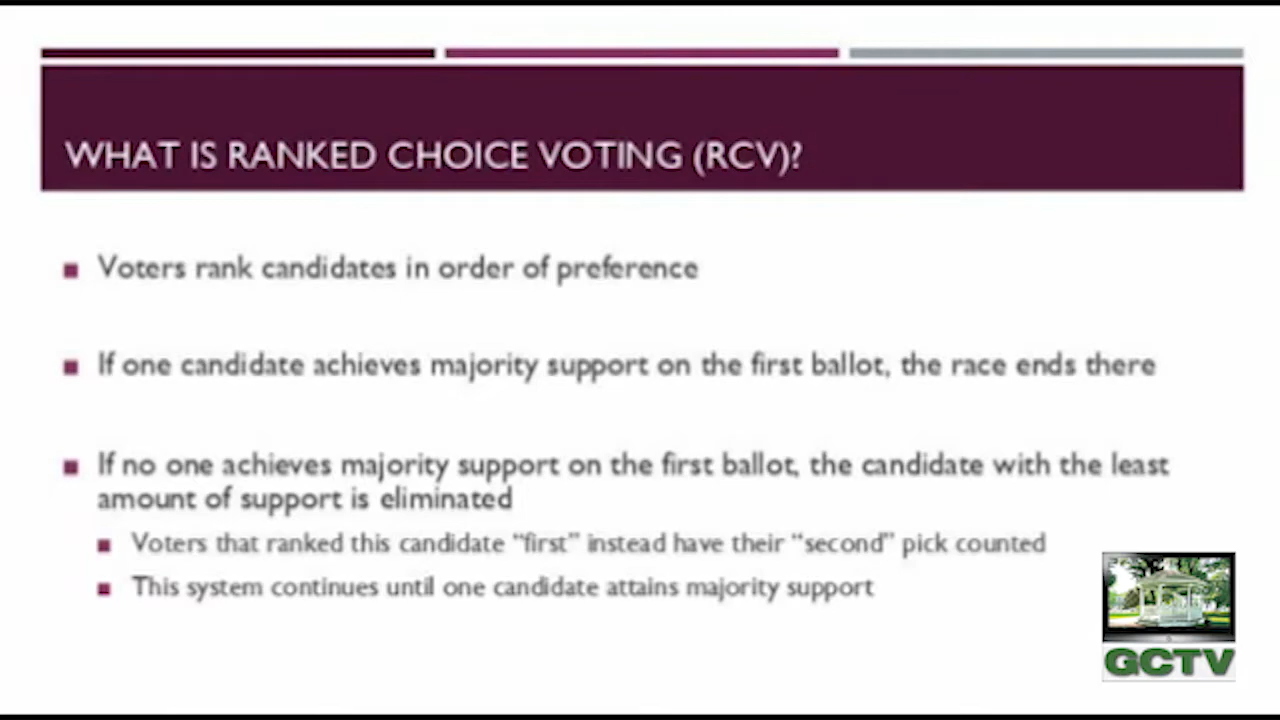 WHAT IS RANKED CHOICE VOTING (RCV)?
Voters rank candidates in order of preference
If one candidate achieves majority support on the first ballot, the race ends there
If no one achieves majority support on the first ballot, the candidate with the least
amount of support is eliminated
Voters that ranked this candidate “first” instead have their “second” pick counted
This system continues until one candidate attains majority support
GCTV